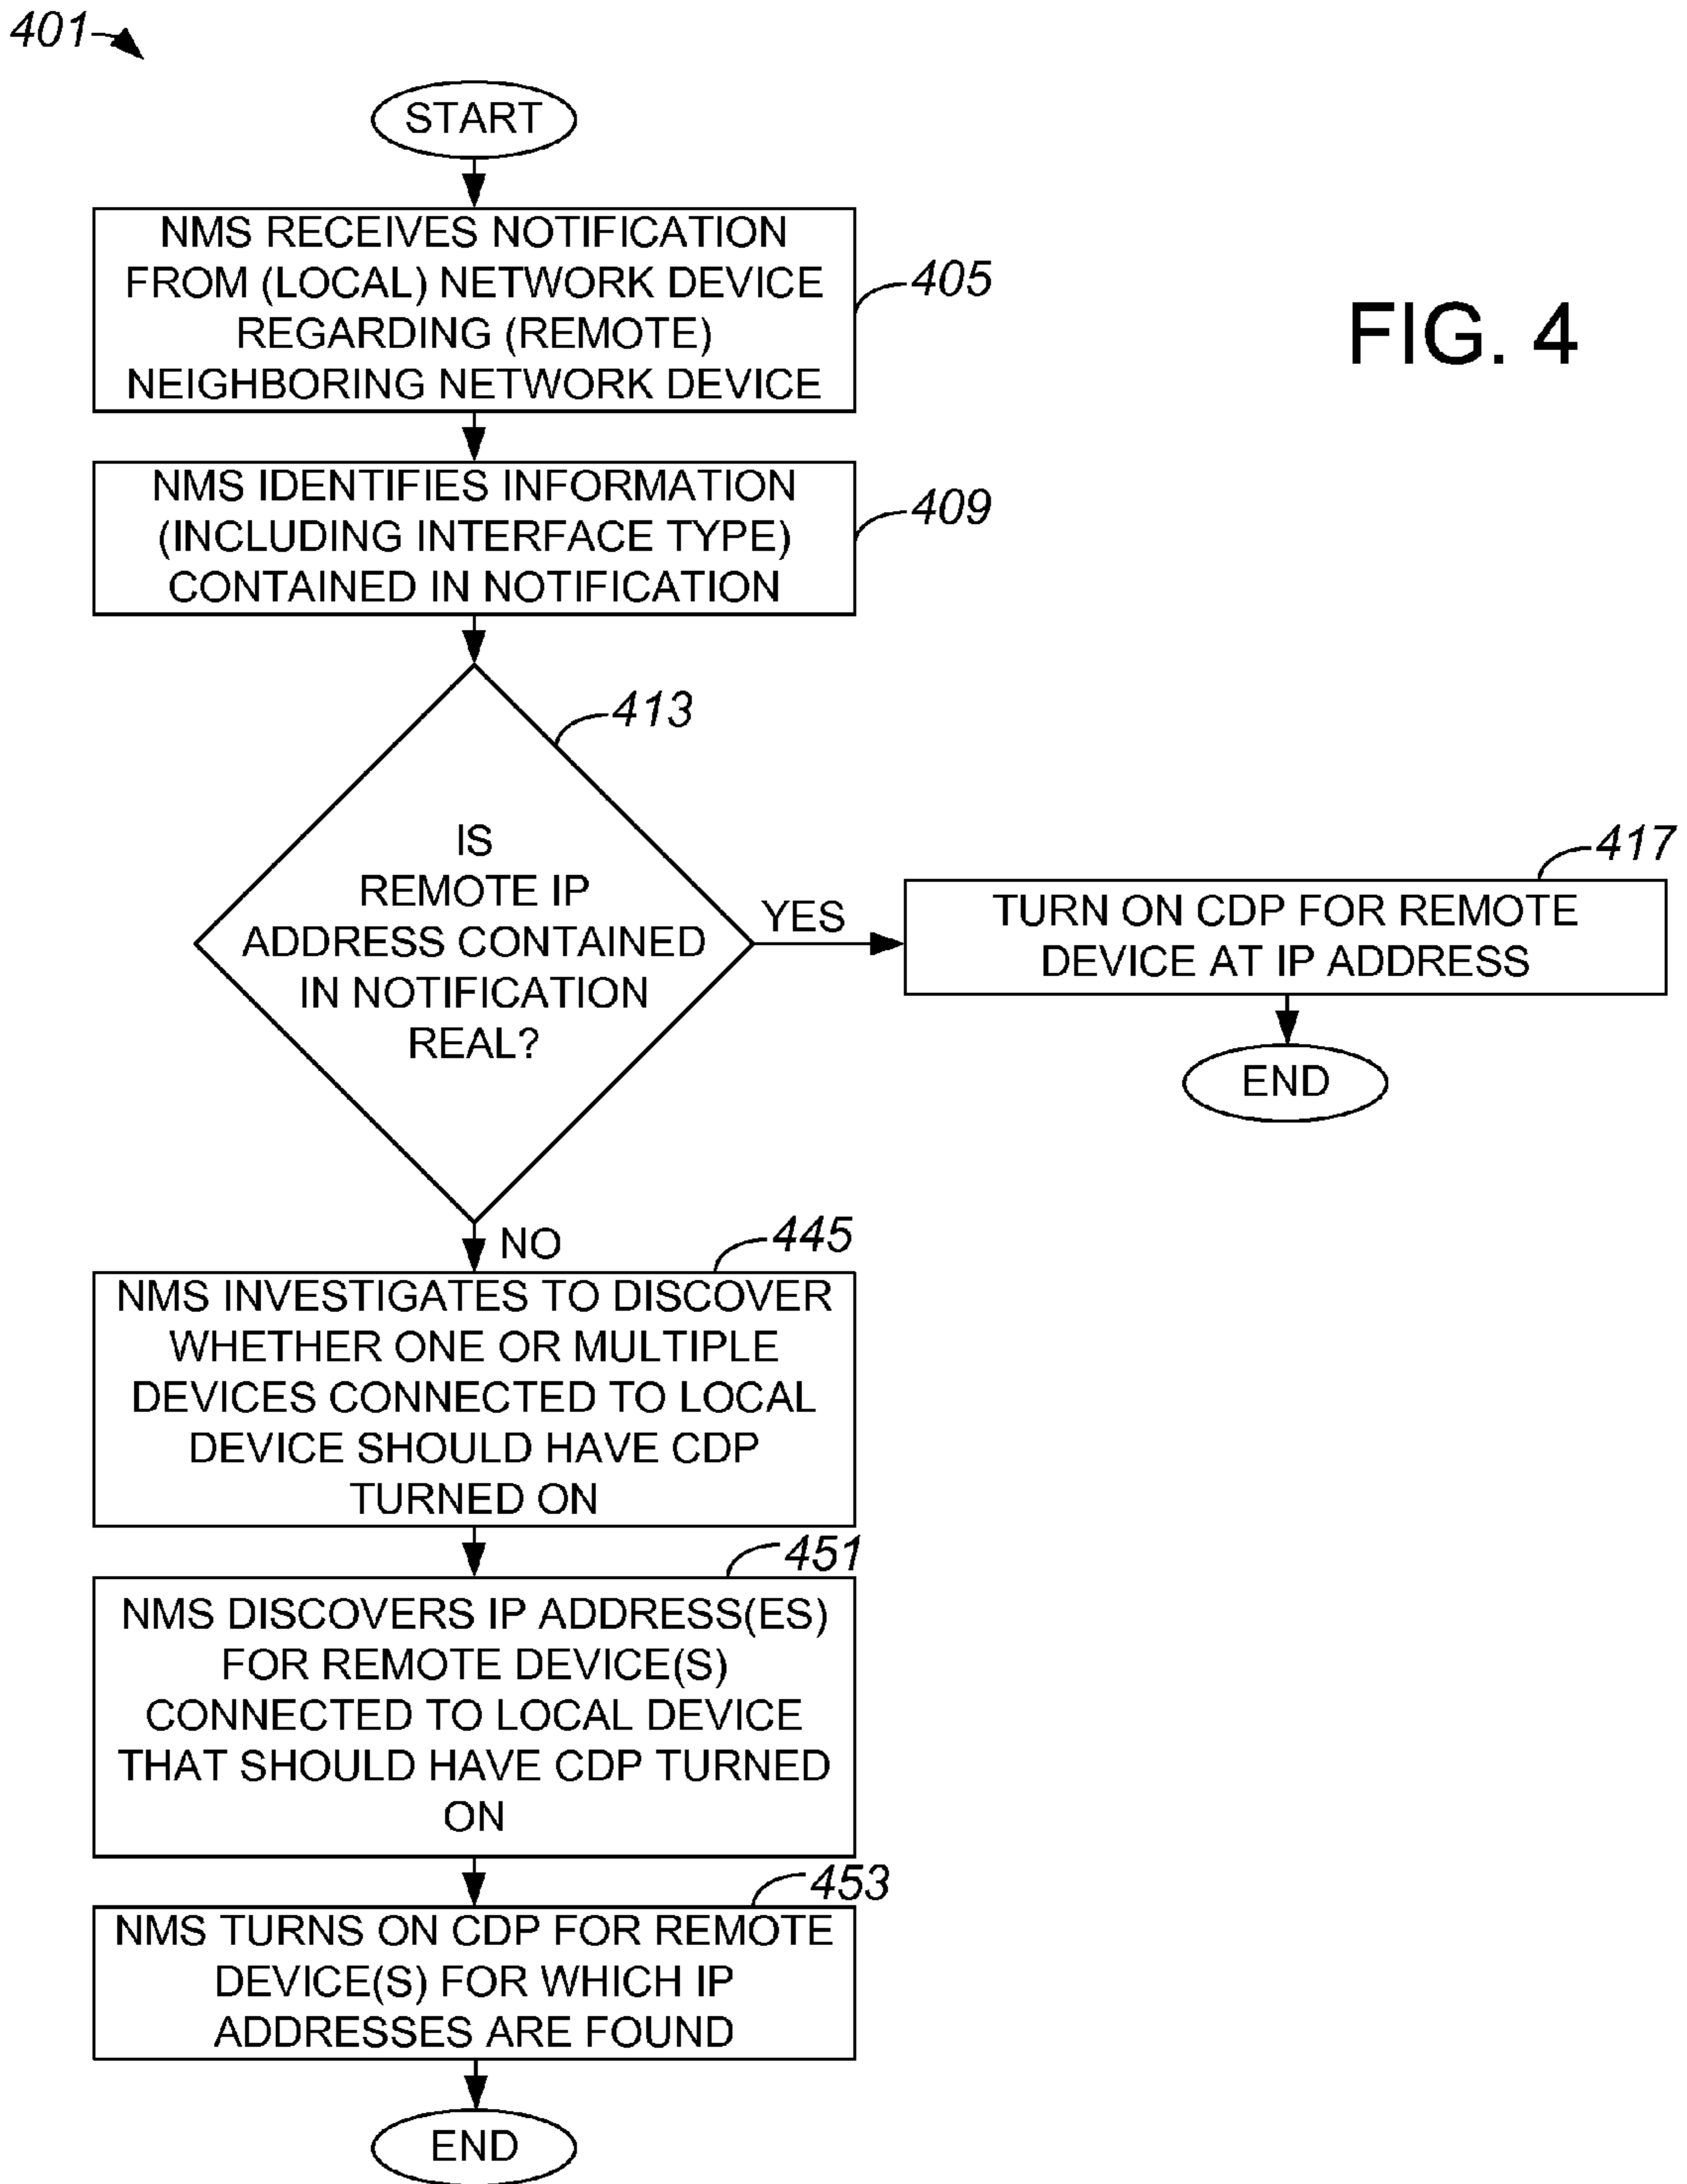 401
START
NMS RECEIVES NOTIFICATION
FROM (LOCAL) NETWORK DEVICE
REGARDING (REMOTE)
NEIGHBORING NETWORK DEVICE
405
FIG. 4
NMS IDENTIFIES INFORMATION
(INCLUDING INTERFACE TYPE)
CONTAINED IN NOTIFICATION
409
413
IS
REMOTE IP
ADDRESS CONTAINED
IN NOTIFICATION
REAL?
YES
417
TURN ON CDP FOR REMOTE
DEVICE AT IP ADDRESS
END
NO
445
NMS INVESTIGATES TO DISCOVER
WHETHER ONE OR MULTIPLE
DEVICES CONNECTED TO LOCAL
DEVICE SHOULD HAVE CDP
TURNED ON
451
NMS DISCOVERS IP ADDRESS(ES)
FOR REMOTE DEVICE(S)
CONNECTED TO LOCAL DEVICE
THAT SHOULD HAVE CDP TURNED
ON
453
NMS TURNS ON CDP FOR REMOTE
DEVICE(S) FOR WHICH IP
ADDRESSES ARE FOUND
END